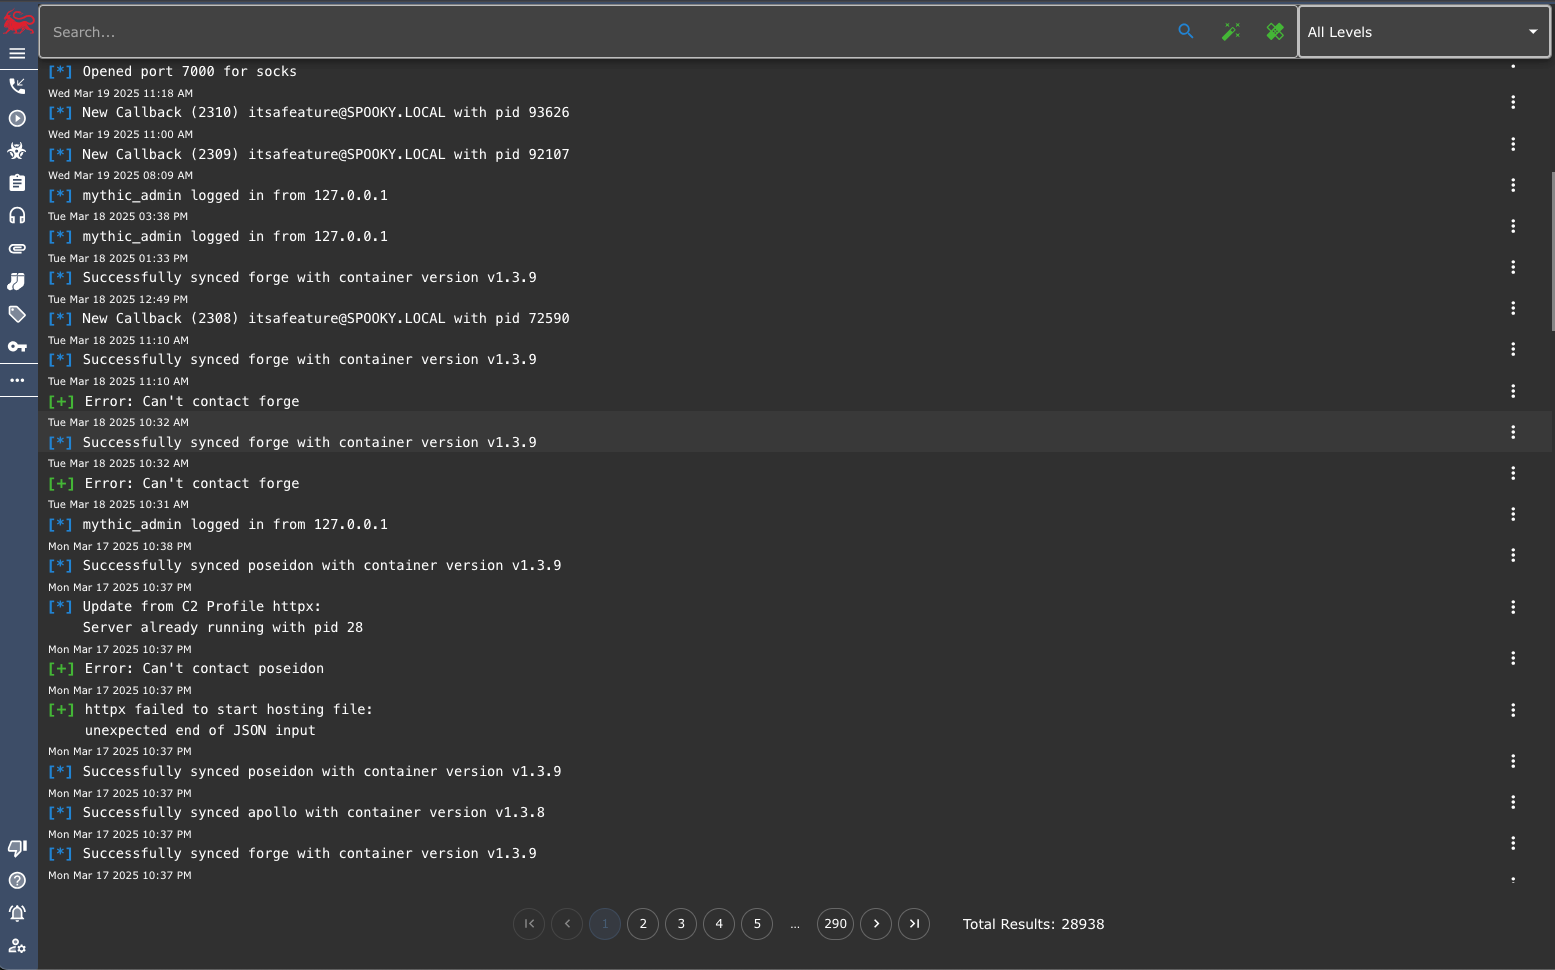 Search...
All Levels
[*] Opened port 7000 for socks
Wed Mar 19 2025 11:18 AM
[*] New Callback (2310) itsafeature@SPOOKY.LOCAL with pid 93626
Wed Mar 19 2025 11:00 AM
[*] New Callback (2309) itsafeature@SPOOKY.LOCAL with pid 92107
Wed Mar 19 2025 08:09 AM
[*] mythic_admin logged in from 127.0.0.1
Tue Mar 18 2025 03:38 PM
[*] mythic_admin logged in from 127.0.0.1
Tue Mar 18 2025 01:33 PM
[*] Successfully synced forge with container version v1.3.9
Tue Mar 18 2025 12:49 PM
[*] New Callback (2308) itsafeature@SPOOKY.LOCAL with pid 72590
Tue Mar 18 2025 11:10 AM
[*] Successfully synced forge with container version v1.3.9
Tue Mar 18 2025 11:10 AM
[+] Error: Can't contact forge
Tue Mar 18 2025 10:32 AM
[*] Successfully synced forge with container version v1.3.9
Tue Mar 18 2025 10:32 AM
[+] Error: Can't contact forge
Tue Mar 18 2025 10:31 AM
[*] mythic_admin logged in from 127.0.0.1
Mon Mar 17 2025 10:38 PM
[*] Successfully synced poseidon with container version v1.3.9
Mon Mar 17 2025 10:37 PM
[*] Update from C2 Profile httpx:
Server already running with pid 28
Mon Mar 17 2025 10:37 PM
[+] Error: Can't contact poseidon
Mon Mar 17 2025 10:37 PM
[+] httpx failed to start hosting file:
unexpected end of JSON input
Mon Mar 17 2025 10:37 PM
[*] Successfully synced poseidon with container version v1.3.9
Mon Mar 17 2025 10:37 PM
[*] Successfully synced apollo with container version v1.3.8
Mon Mar 17 2025 10:37 PM
[*] Successfully synced forge with container version v1.3.9
Mon Mar 17 2025 10:37 PM
1 2 3 4 5 ... 290 Total Results: 28938